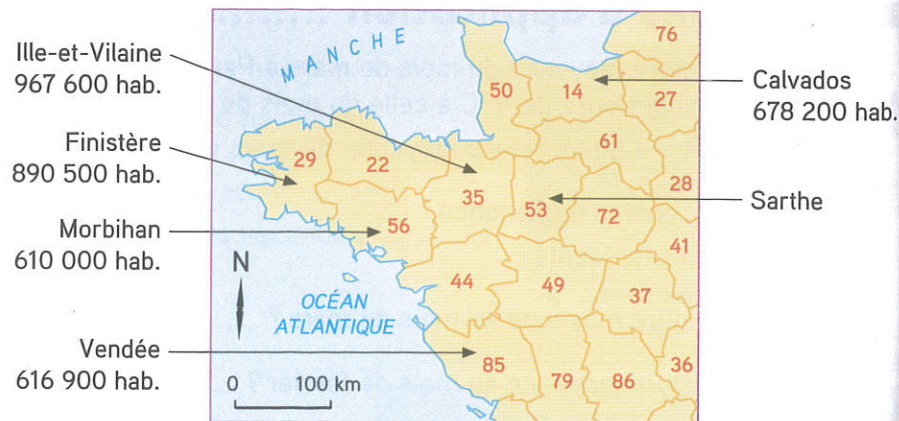 Ille-et-Vilaine
967 600 hab.
Finistère
890 500 hab.
Morbihan
610 000 hab.
Vendée
616 900 hab.
MANCHE
76
50
14
27
61
29
22
35
53
72
28
56
41
44
49
37
N
OCÉAN
ATLANTIQUE
85
79
86
36
0 100 km
Calvados
678 200 hab.
Sarthe